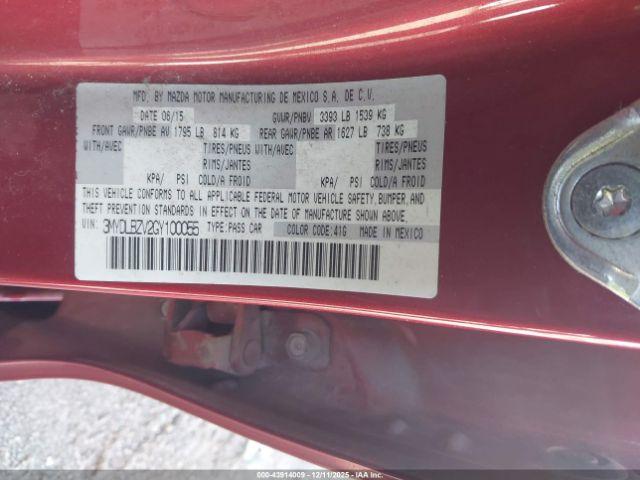 MFD. BY MAZDA MOTOR MANUFACTURING DE MEXICO S.A. DE C.V.
DATE 06/15 GVWR/PNBV 3393 LB 1539 KG
FRONT GAWR/PNBE AV 1795 LB 814 KG REAR GAWR/PNBE AR 1627 LB 738 KG
WITH/AVEC TIRES/PNEUS WITH/AVEC TIRES/PNEUS
RIMS/JANTES RIMS/JANTES
KPA/ PSI COLD/A FROID KPA/ PSI COLD/A FROID
THIS VEHICLE CONFORMS TO ALL APPLICABLE FEDERAL MOTOR VEHICLE SAFETY, BUMPER, AND
THEFT PREVENTION STANDARDS IN EFFECT ON THE DATE OF MANUFACTURE SHOWN ABOVE.
VIN: 3MYDLBZV2GY100055 TYPE:PASS CAR COLOR CODE:41G MADE IN MEXICO
000-43914009 - 12/11/2025 - IAAI.COM